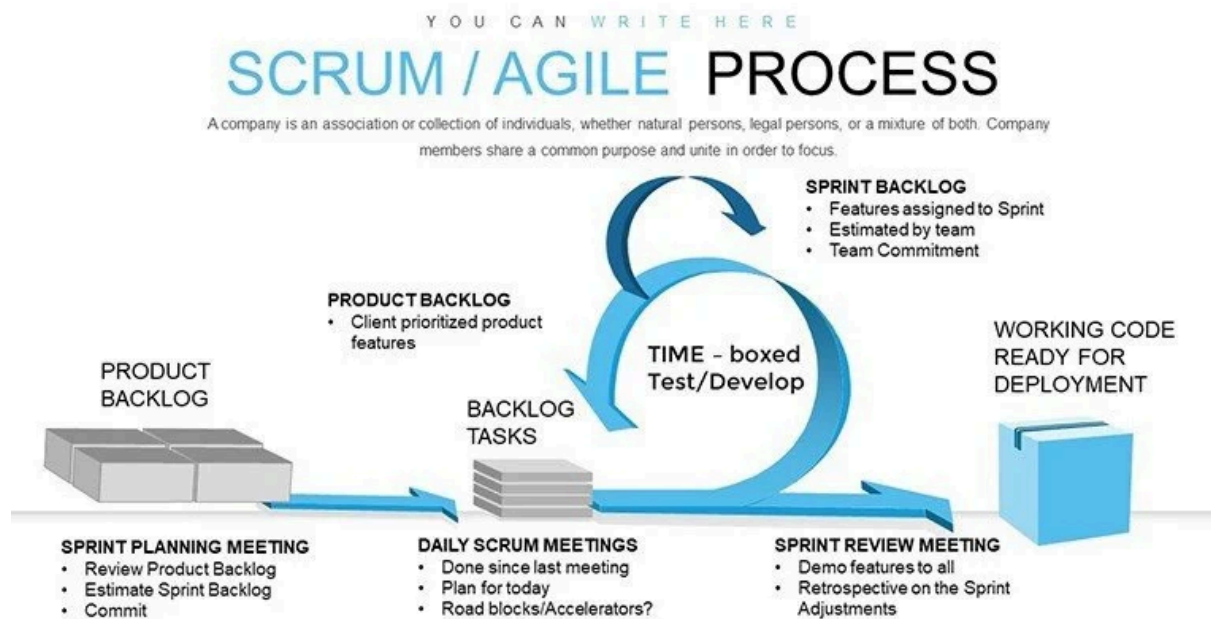 YOU CAN WRITE HERE
SCRUM / AGILE PROCESS
A company is an association or collection of individuals, whether natural persons, legal persons, or a mixture of both. Company
members share a common purpose and unite in order to focus.
SPRINT BACKLOG
• Features assigned to Sprint
• Estimated by team
• Team Commitment
PRODUCT BACKLOG
• Client prioritized product
features
TIME - boxed
Test/Develop
WORKING CODE
READY FOR
DEPLOYMENT
PRODUCT
BACKLOG
BACKLOG
TASKS
SPRINT PLANNING MEETING
• Review Product Backlog
• Estimate Sprint Backlog
• Commit
DAILY SCRUM MEETINGS
• Done since last meeting
• Plan for today
• Road blocks/Accelerators?
SPRINT REVIEW MEETING
• Demo features to all
• Retrospective on the Sprint
Adjustments